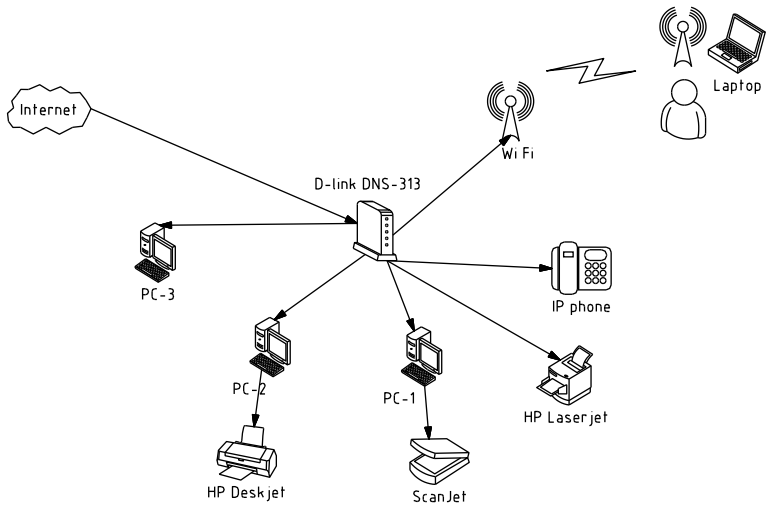 Laptop
Internet
Wi Fi
D-link DNS-313
PC-3
IP phone
PC-2
PC-1
HP Laserjet
HP Deskjet
ScanJet